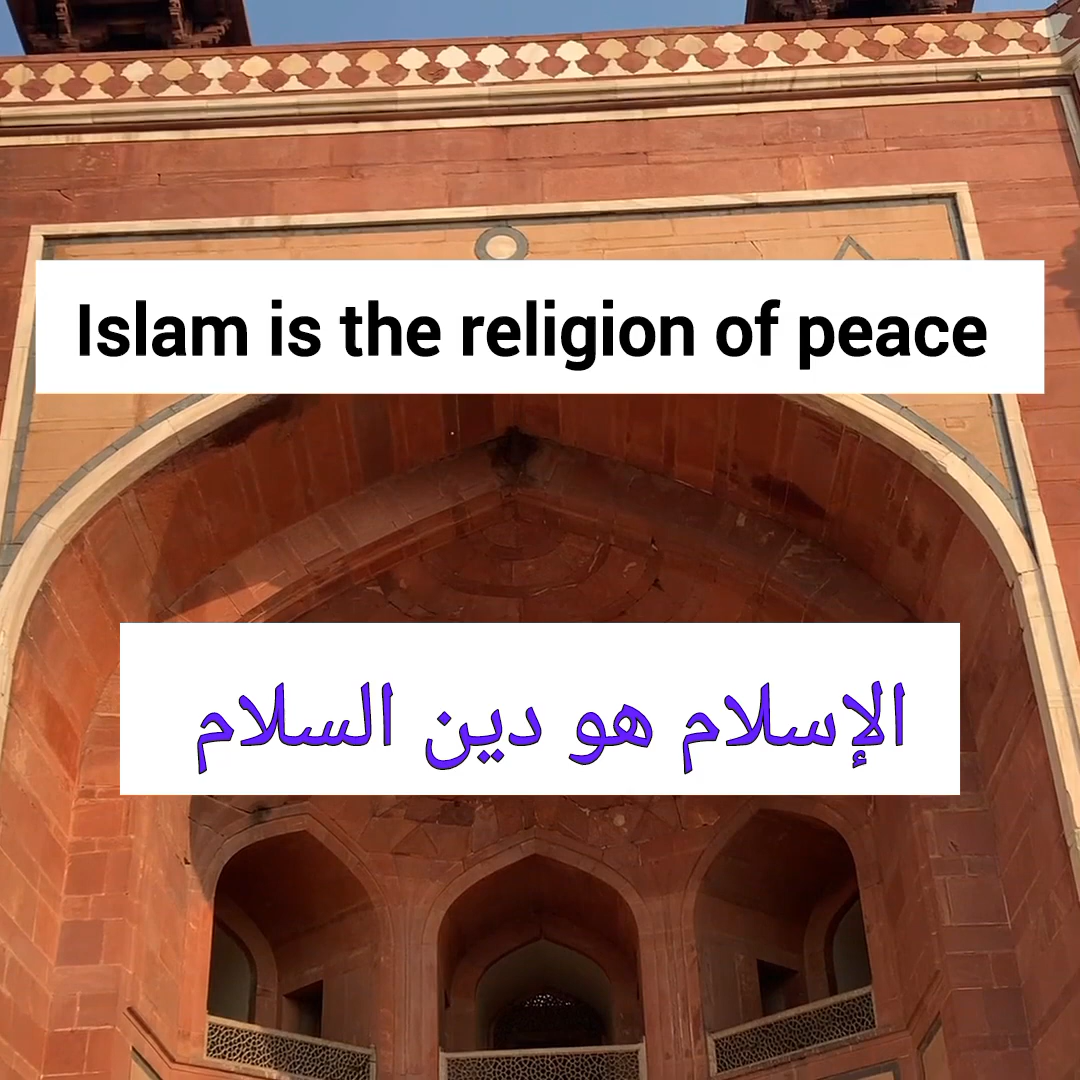 Islam is the religion of peace
الإسلام هو دين السلام